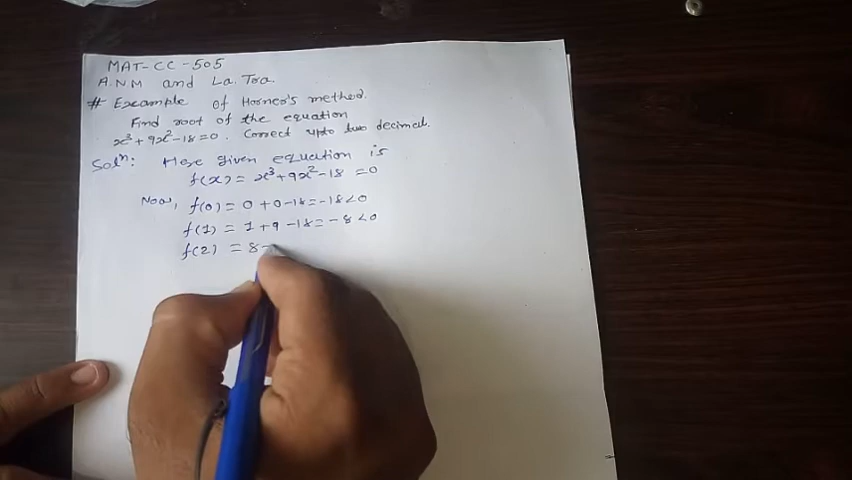 MAT-CC-505
ANM and La. Tra.
# Example of Horner's method.
Find root of the equation
x³+9x²-18=0. Correct upto two decimal.
Solⁿ: Here given equation is
f(x) = x³+9x²-18 =0
Now, f(0) = 0+0-18=-18<0
f(1) = 1+9-18=-8<0
f(2) = 8